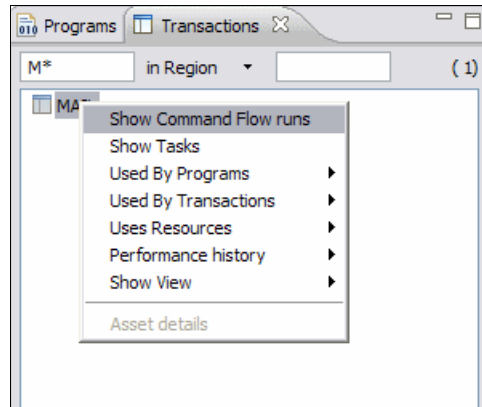 Programs Transactions
M* in Region ( 1)
Show Command Flow runs
Show Tasks
Used By Programs
Used By Transactions
Uses Resources
Performance history
Show View
Asset details